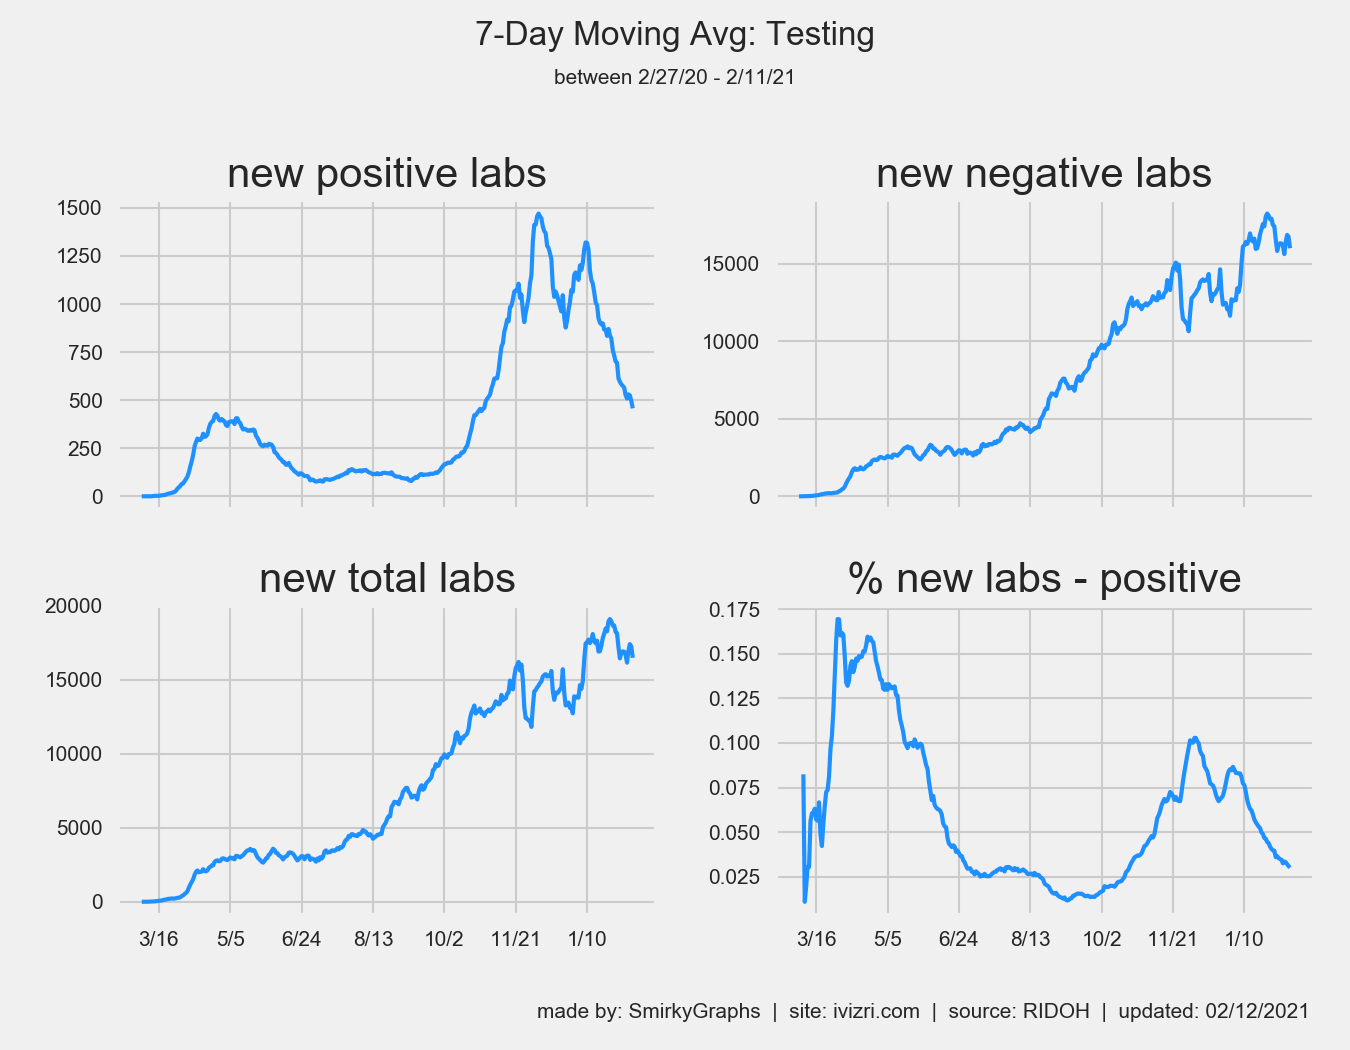 7-Day Moving Avg: Testing
between 2/27/20 - 2/11/21
new positive labs
1500
1250
1000
750
500
250
0
new negative labs
15000
10000
5000
0
new total labs
20000
15000
10000
5000
0
3/16 5/5 6/24 8/13 10/2 11/21 1/10
% new labs - positive
0.175
0.150
0.125
0.100
0.075
0.050
0.025
3/16 5/5 6/24 8/13 10/2 11/21 1/10
made by: SmirkyGraphs | site: ivizri.com | source: RIDOH | updated: 02/12/2021